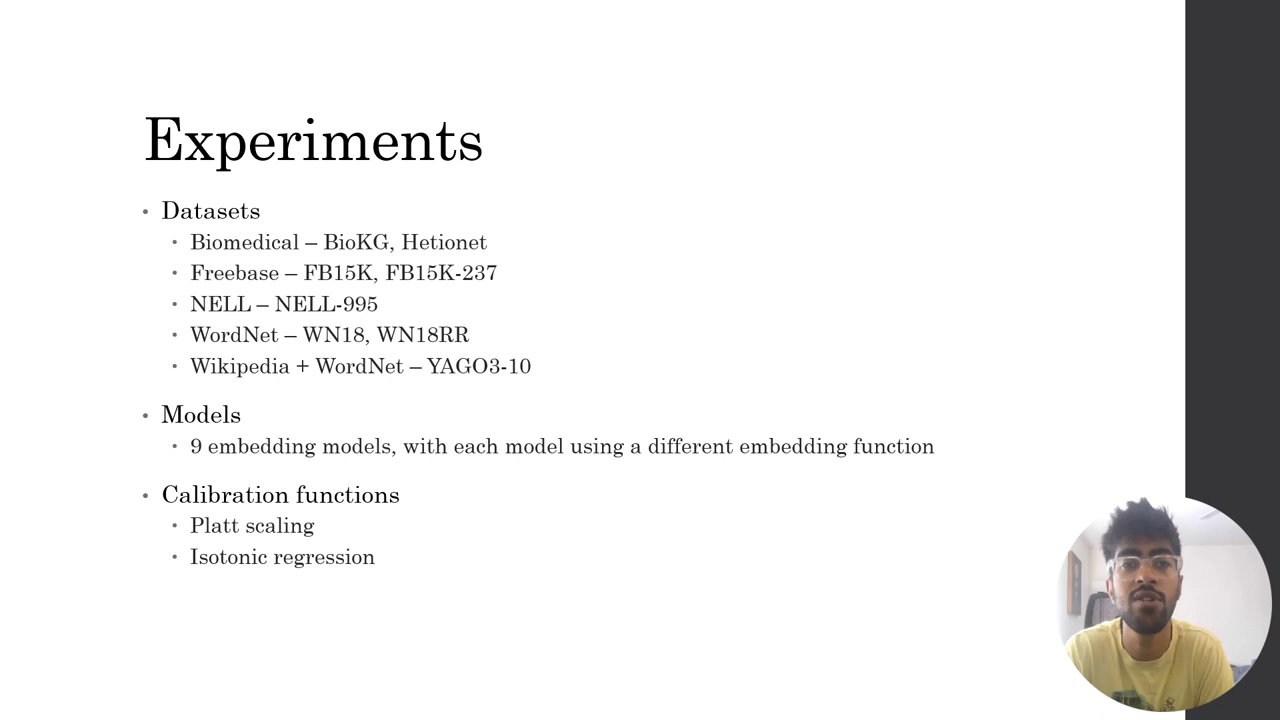 Experiments
• Datasets
• Biomedical – BioKG, Hetionet
• Freebase – FB15K, FB15K-237
• NELL – NELL-995
• WordNet – WN18, WN18RR
• Wikipedia + WordNet – YAGO3-10
• Models
• 9 embedding models, with each model using a different embedding function
• Calibration functions
• Platt scaling
• Isotonic regression